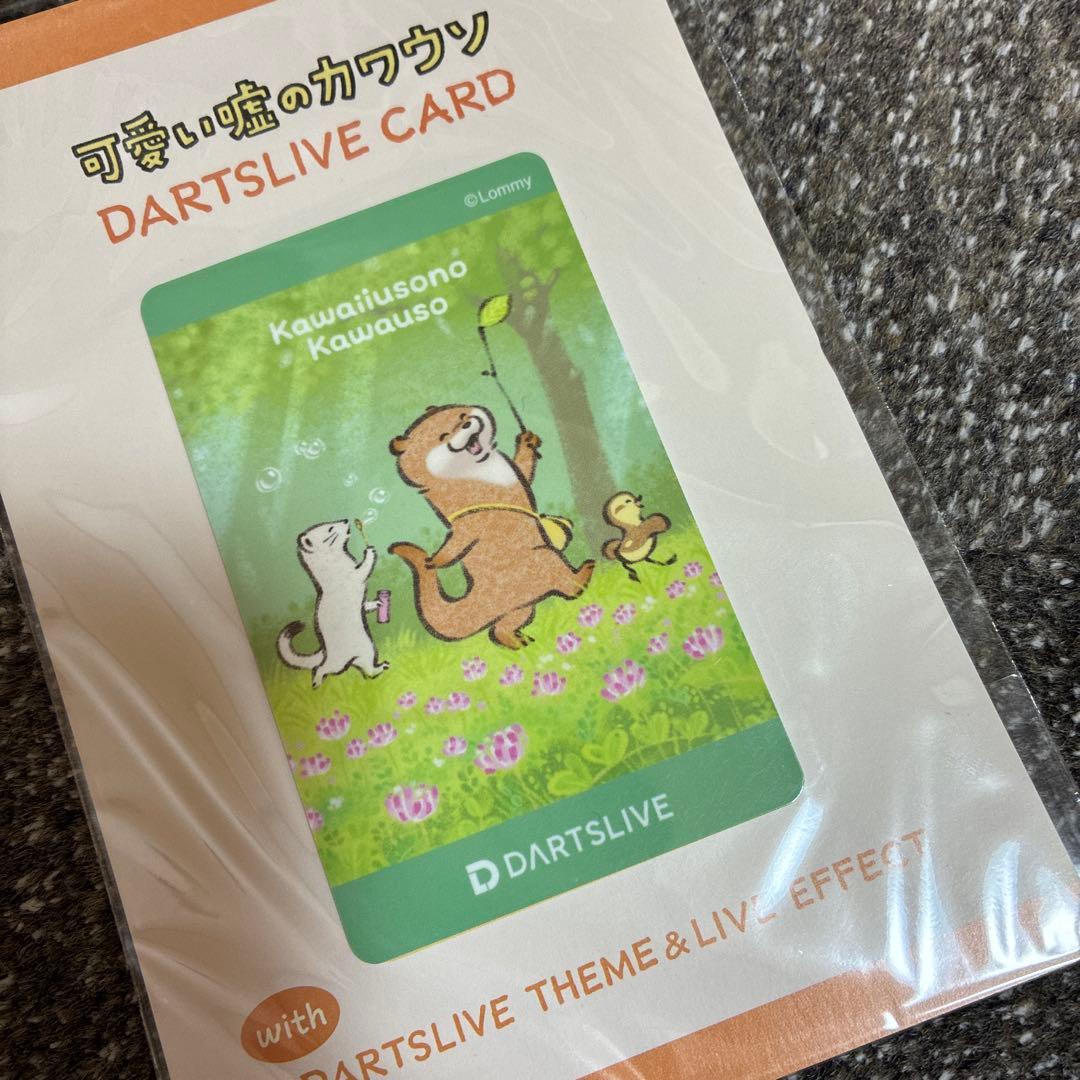 可愛い嘘のカワウソ
DARTSLIVE CARD
©Lommy
Kawaiiusono
Kawauso
DARTSLIVE
with
DARTSLIVE THEME & LIVE EFFECT